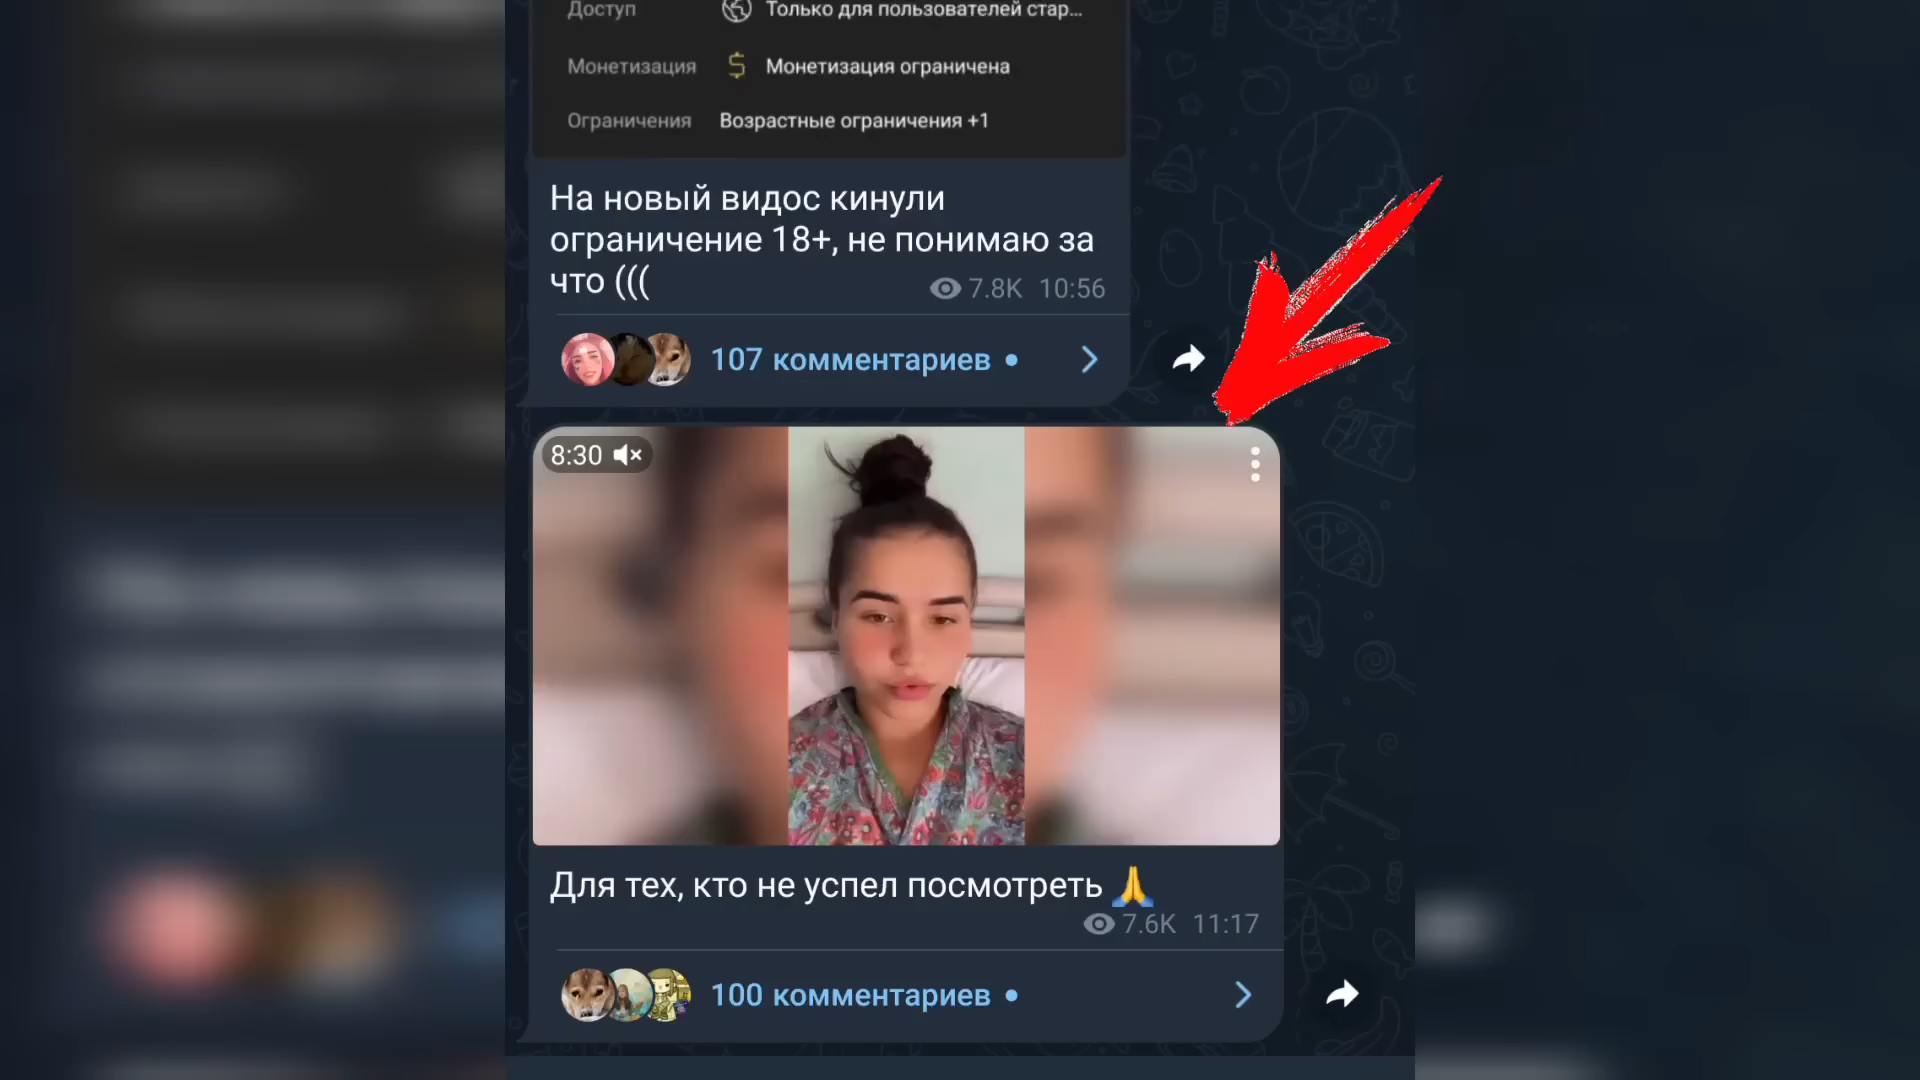 Доступ Только для пользователей стар...
Монетизация Монетизация ограничена
Ограничения Возрастные ограничения +1
На новый видос кинули
ограничение 18+, не понимаю за
что (((
7.8K 10:56
107 комментариев
8:30
Для тех, кто не успел посмотреть 🙏
7.6K 11:17
100 комментариев